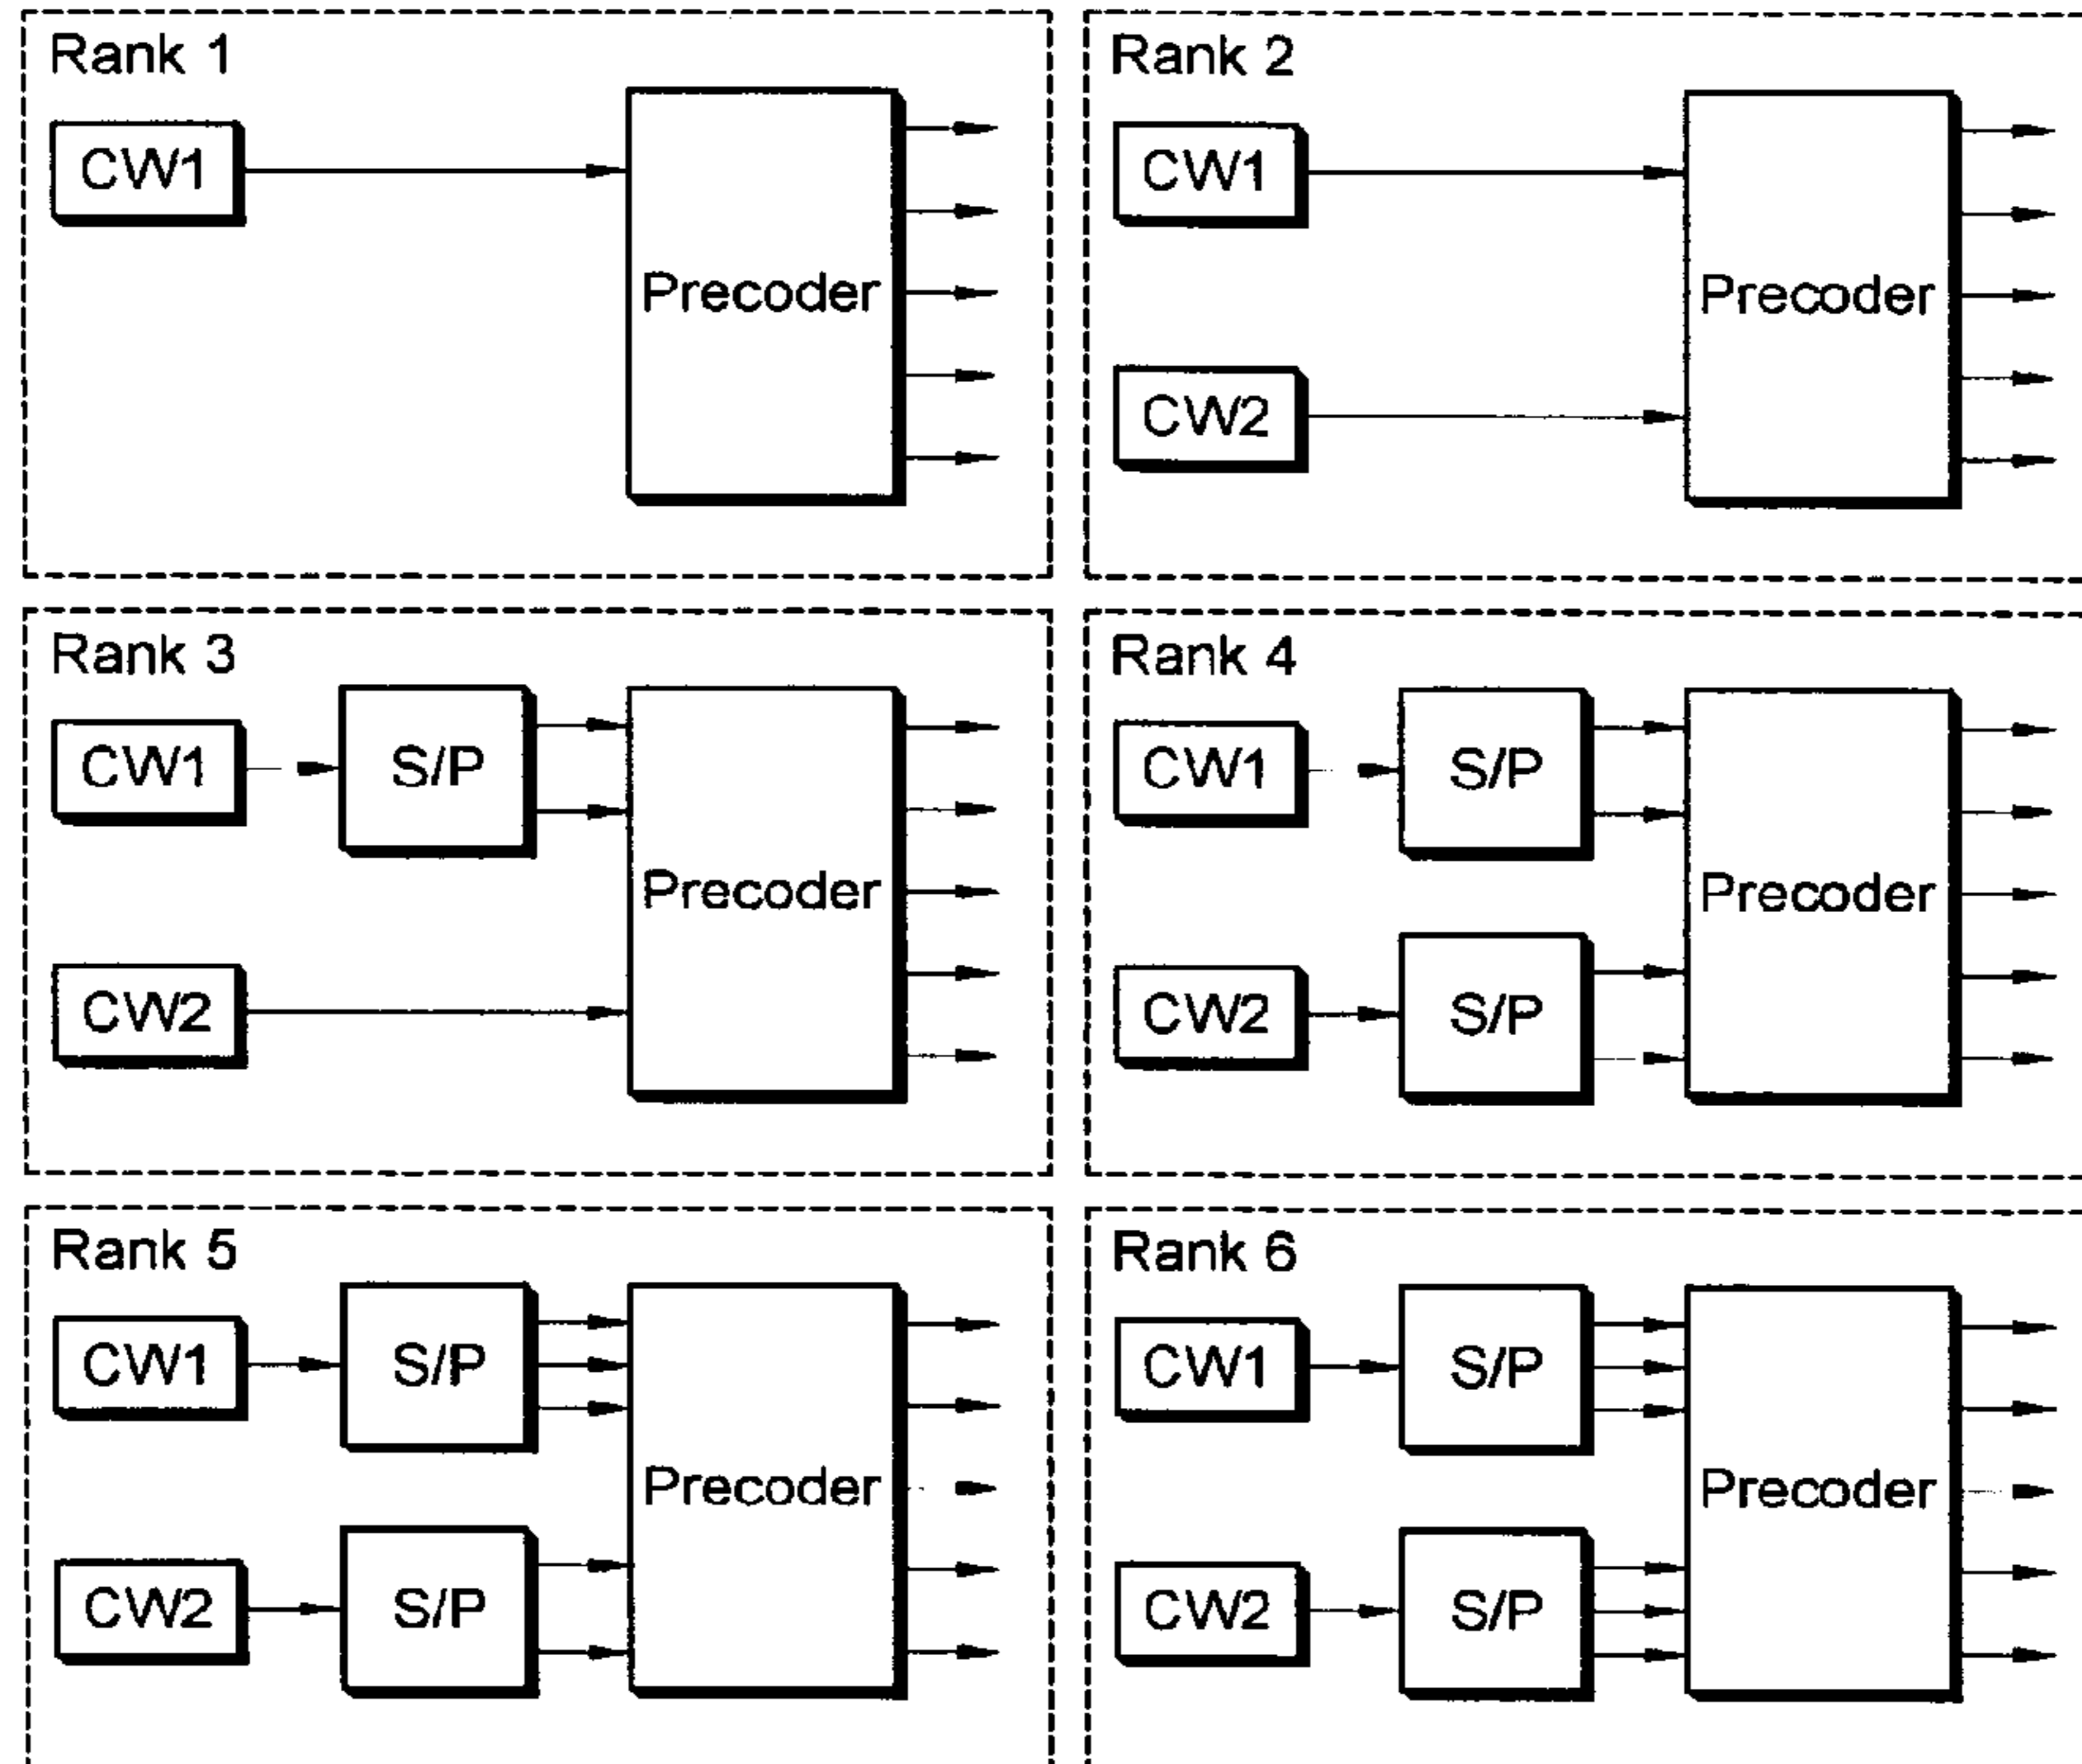 Rank 1
CW1
Precoder
Rank 2
CW1
CW2
Precoder
Rank 3
CW1
S/P
CW2
Precoder
Rank 4
CW1
S/P
CW2
S/P
Precoder
Rank 5
CW1
S/P
CW2
S/P
Precoder
Rank 6
CW1
S/P
CW2
S/P
Precoder